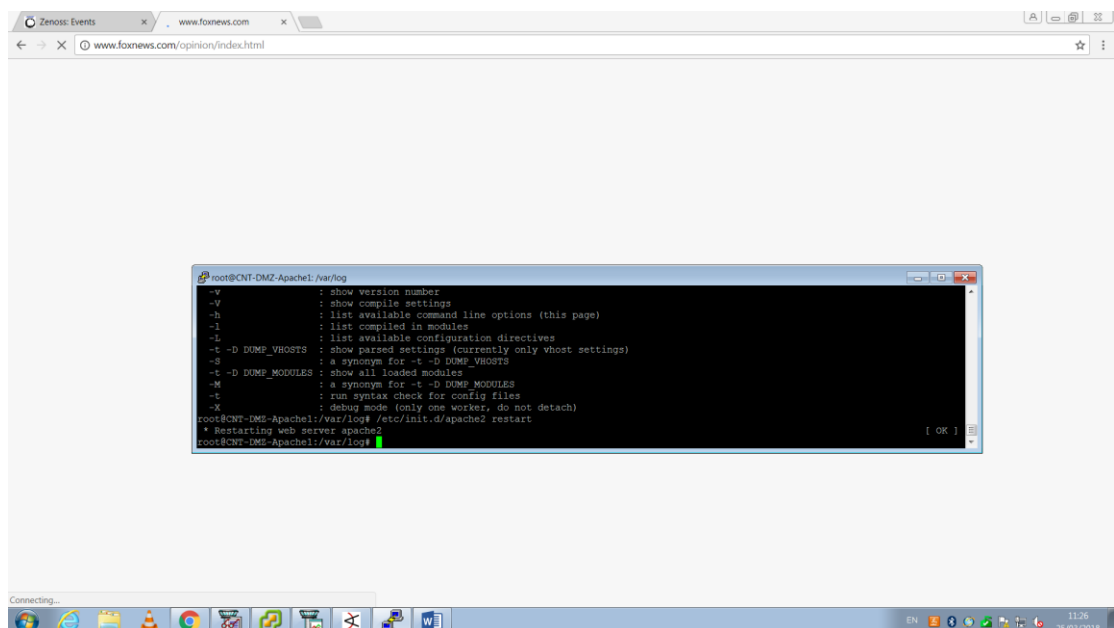 Zenoss: Events
www.foxnews.com
www.foxnews.com/opinion/index.html
root@CNT-DMZ-Apache1: /var/log
-v : show version number
-V : show compile settings
-h : list available command line options (this page)
-l : list compiled in modules
-L : list available configuration directives
-t -D DUMP_VHOSTS : show parsed settings (currently only vhost settings)
-S : a synonym for -t -D DUMP_VHOSTS
-t -D DUMP_MODULES : show all loaded modules
-M : a synonym for -t -D DUMP_MODULES
-t : run syntax check for config files
-X : debug mode (only one worker, do not detach)
root@CNT-DMZ-Apache1:/var/log# /etc/init.d/apache2 restart
* Restarting web server apache2 [ OK ]
root@CNT-DMZ-Apache1:/var/log#
Connecting...
EN 11:26